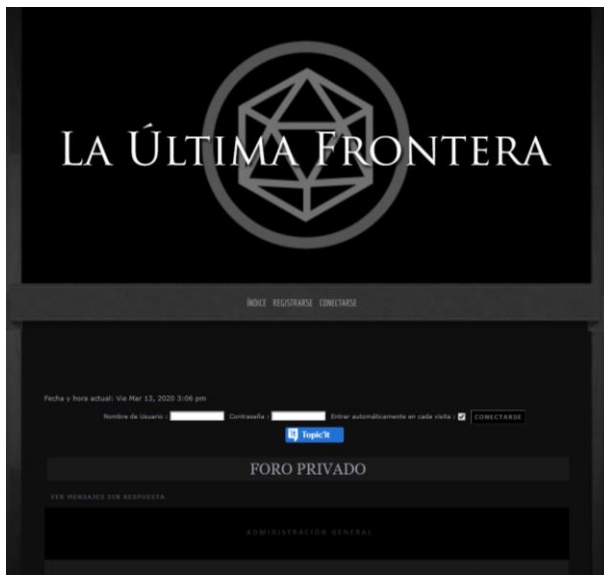 LA ÚLTIMA FRONTERA
ÍNDICE REGISTRARSE CONECTARSE
Fecha y hora actual: Vie Mar 13, 2020 3:06 pm
Nombre de Usuario : Contraseña : Entrar automáticamente en cada visita : CONECTARSE
Topic'it
FORO PRIVADO
VER MENSAJES SIN RESPUESTA
ADMINISTRACIÓN GENERAL